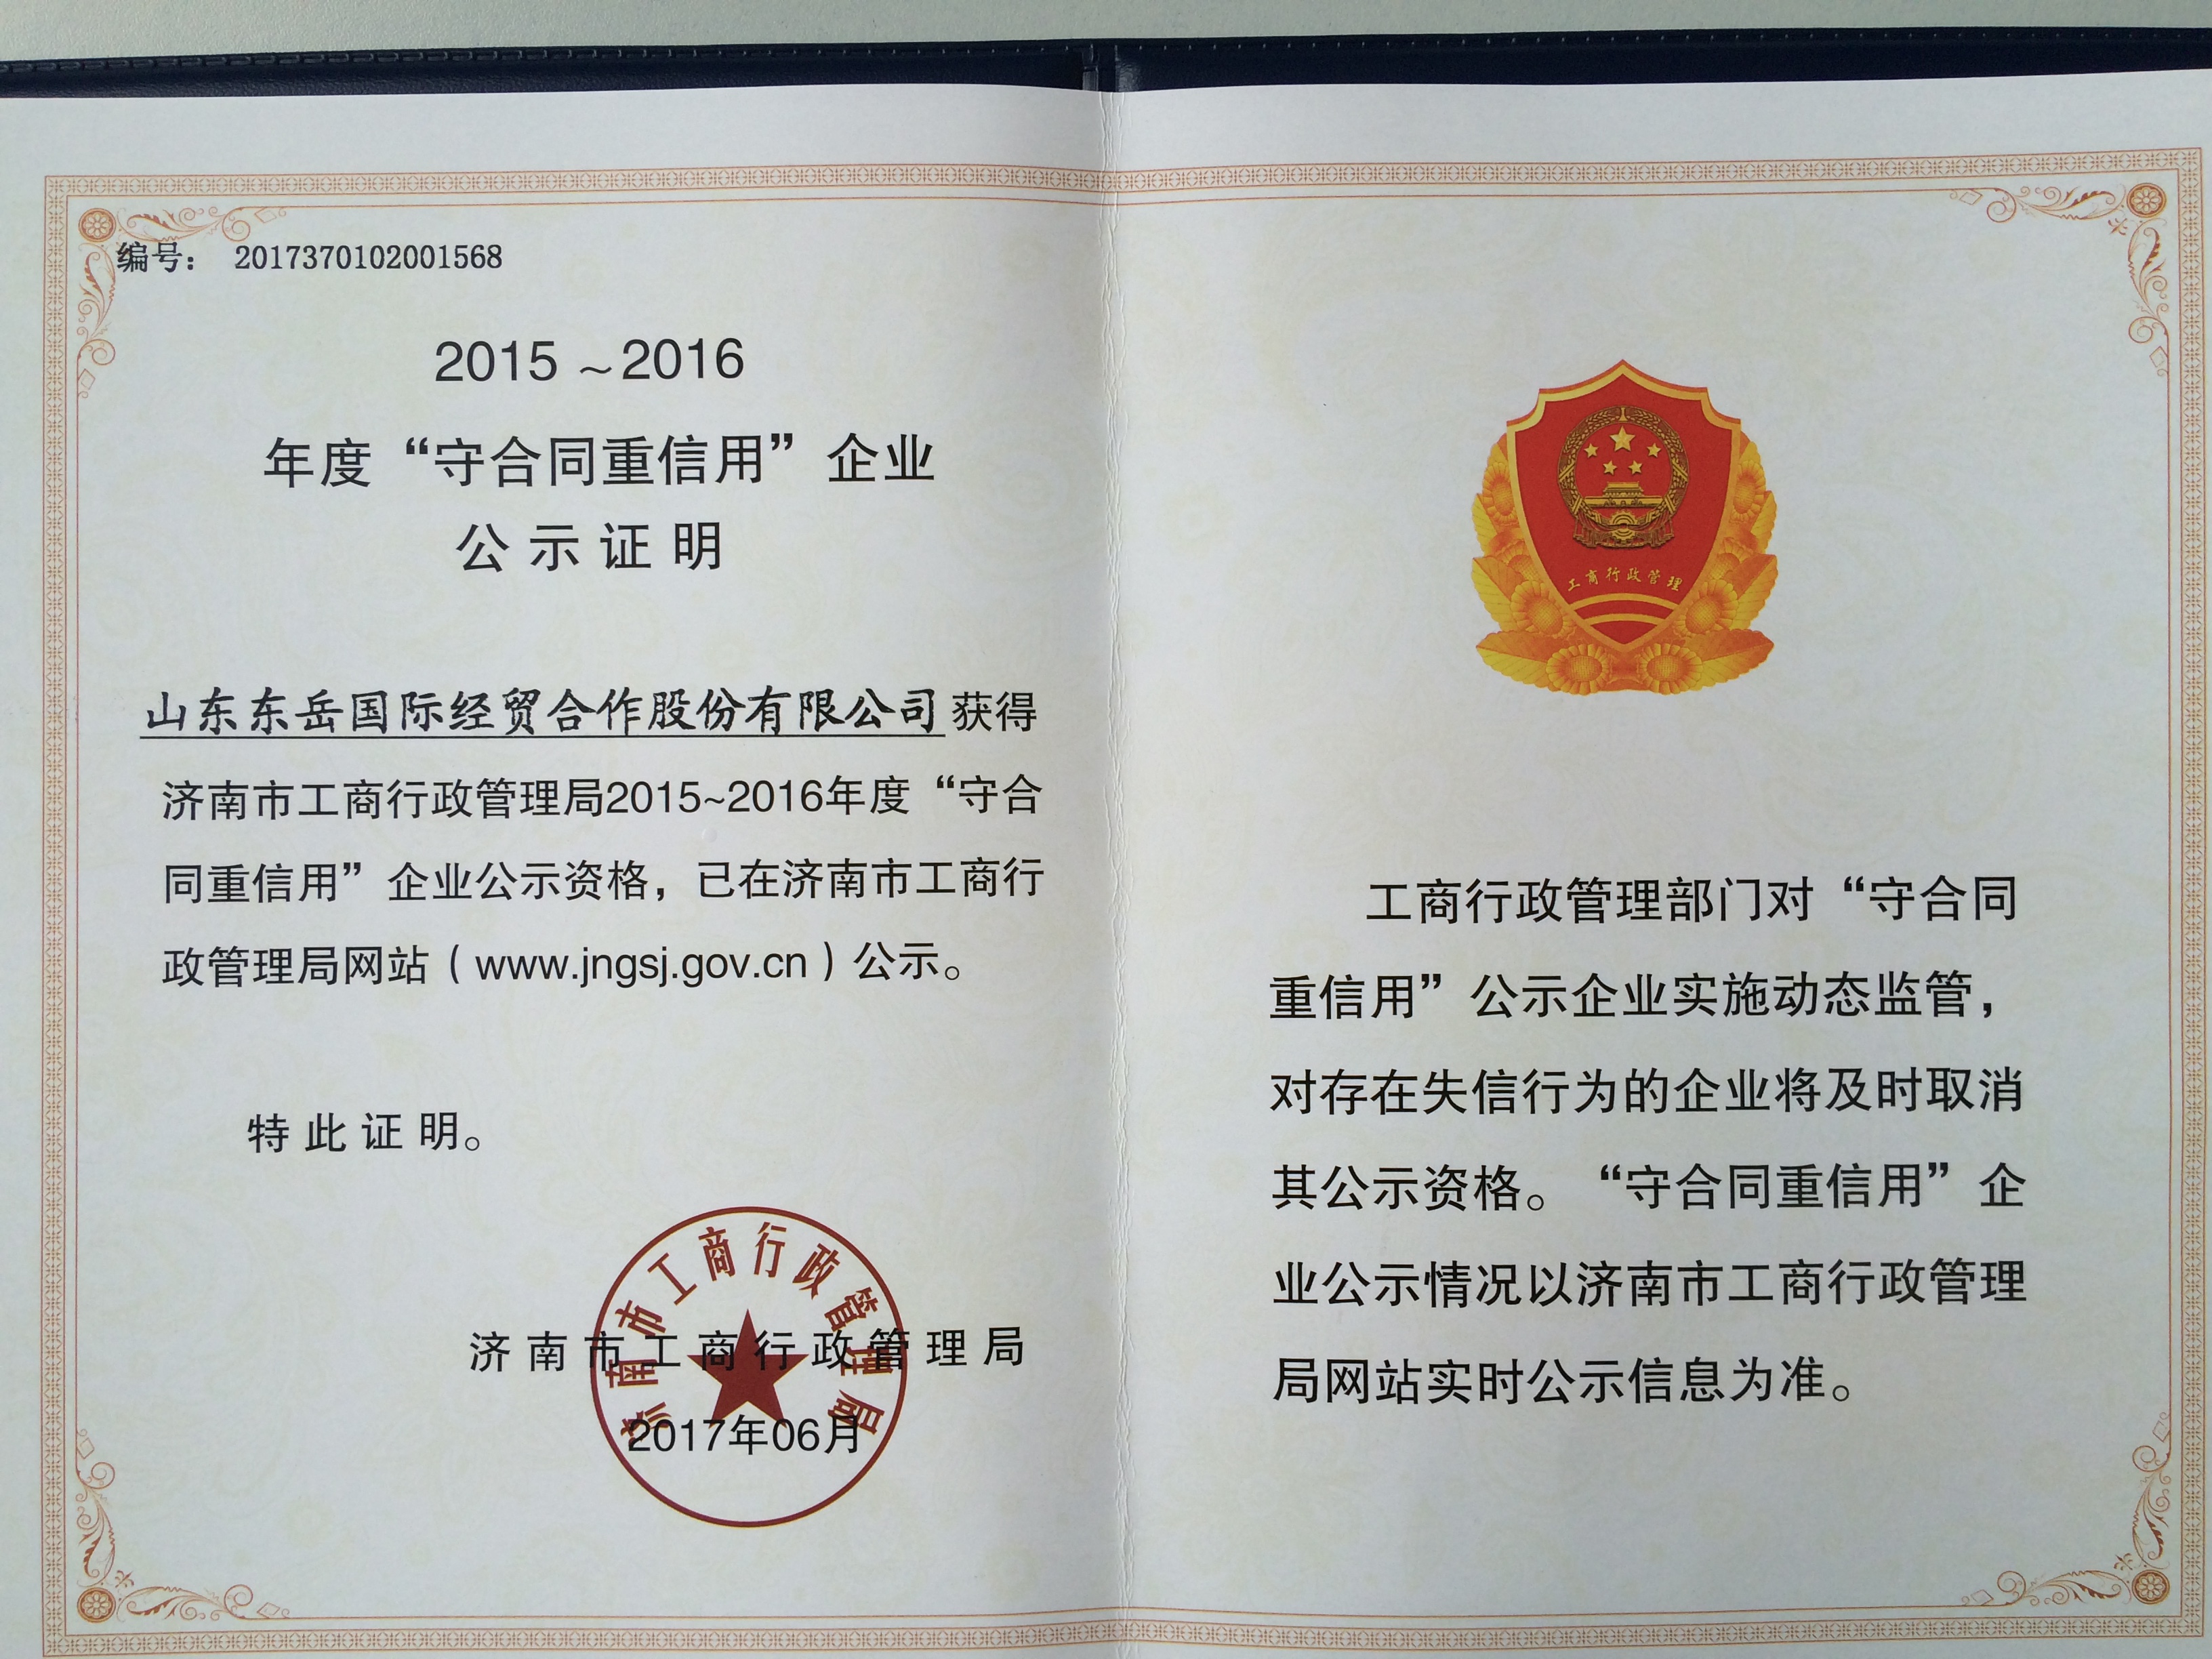 编号： 2017370102001568
2015～2016
年度“守合同重信用”企业
公示证明
山东东岳国际经贸合作股份有限公司获得
济南市工商行政管理局2015~2016年度“守合
同重信用”企业公示资格，已在济南市工商行
政管理局网站（www.jngsj.gov.cn）公示。
特此证明。
济南市工商行政管理局
济南市工商行政管理局
2017年06月
工商行政管理
工商行政管理部门对“守合同
重信用”公示企业实施动态监管，
对存在失信行为的企业将及时取消
其公示资格。“守合同重信用”企
业公示情况以济南市工商行政管理
局网站实时公示信息为准。